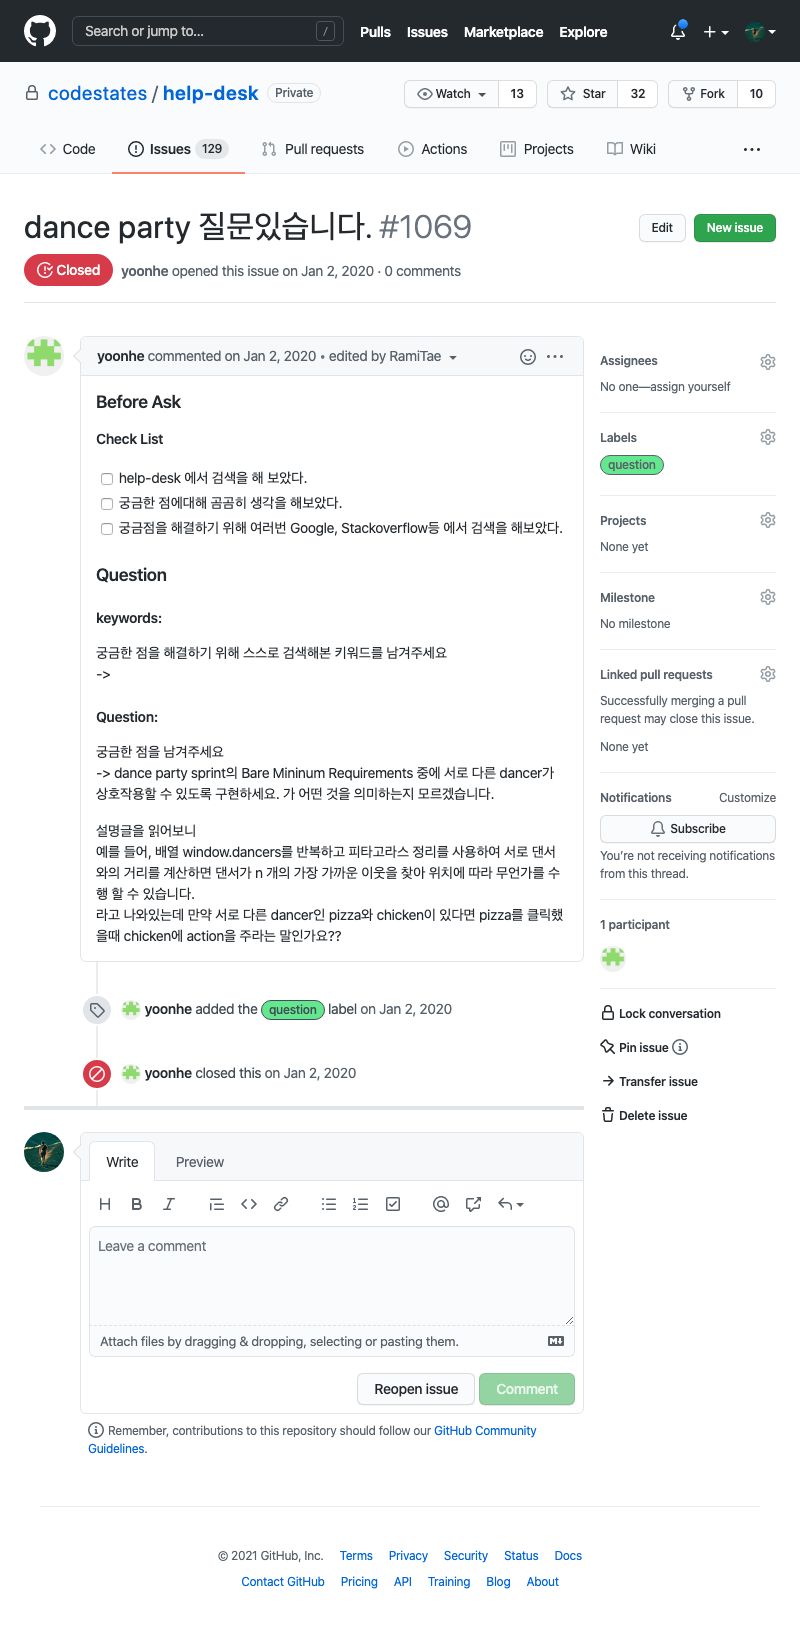 Search or jump to... /
Pulls Issues Marketplace Explore
codestates / help-desk Private
Watch 13 Star 32 Fork 10
Code Issues 129 Pull requests Actions Projects Wiki
dance party 질문있습니다. #1069
Edit New issue
Closed yoonhe opened this issue on Jan 2, 2020 · 0 comments
yoonhe commented on Jan 2, 2020 • edited by RamiTae
Before Ask
Check List
help-desk 에서 검색을 해 보았다.
궁금한 점에대해 곰곰히 생각을 해보았다.
궁금점을 해결하기 위해 여러번 Google, Stackoverflow등 에서 검색을 해보았다.
Question
keywords:
궁금한 점을 해결하기 위해 스스로 검색해본 키워드를 남겨주세요
->
Question:
궁금한 점을 남겨주세요
-> dance party sprint의 Bare Mininum Requirements 중에 서로 다른 dancer가
상호작용할 수 있도록 구현하세요. 가 어떤 것을 의미하는지 모르겠습니다.
설명글을 읽어보니
예를 들어, 배열 window.dancers를 반복하고 피타고라스 정리를 사용하여 서로 댄서
와의 거리를 계산하면 댄서가 n 개의 가장 가까운 이웃을 찾아 위치에 따라 무언가를 수
행 할 수 있습니다.
라고 나와있는데 만약 서로 다른 dancer인 pizza와 chicken이 있다면 pizza를 클릭했
을때 chicken에 action을 주라는 말인가요??
yoonhe added the question label on Jan 2, 2020
yoonhe closed this on Jan 2, 2020
Assignees
No one—assign yourself
Labels
question
Projects
None yet
Milestone
No milestone
Linked pull requests
Successfully merging a pull
request may close this issue.
None yet
Notifications Customize
Subscribe
You're not receiving notifications
from this thread.
1 participant
Lock conversation
Pin issue
Transfer issue
Delete issue
Write Preview
Leave a comment
Attach files by dragging & dropping, selecting or pasting them.
Reopen issue Comment
Remember, contributions to this repository should follow our GitHub Community
Guidelines.
© 2021 GitHub, Inc. Terms Privacy Security Status Docs
Contact GitHub Pricing API Training Blog About